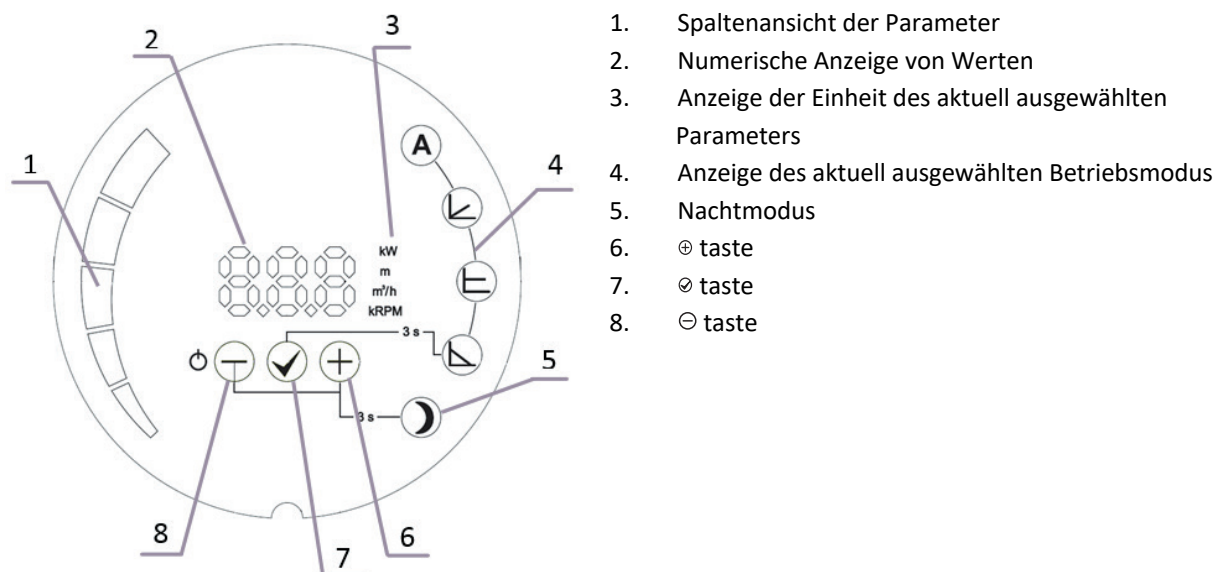 2
3
1
4
A
kW
m
m³/h
kRPM
3 s
5
3 s
8
7
6
1. Spaltenansicht der Parameter
2. Numerische Anzeige von Werten
3. Anzeige der Einheit des aktuell ausgewählten
Parameters
4. Anzeige des aktuell ausgewählten Betriebsmodus
5. Nachtmodus
6. ⊕ taste
7. ✓ taste
8. ⊖ taste